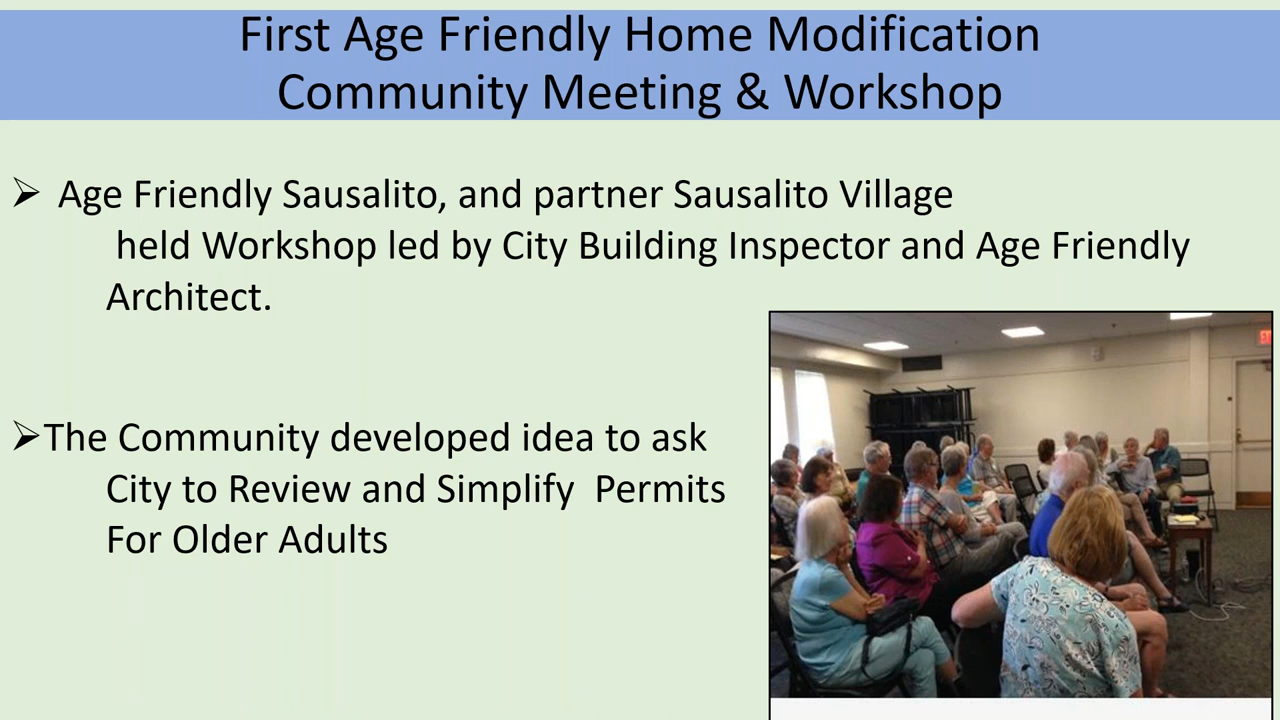 First Age Friendly Home Modification
Community Meeting & Workshop
➢ Age Friendly Sausalito, and partner Sausalito Village
held Workshop led by City Building Inspector and Age Friendly
Architect.
➢The Community developed idea to ask
City to Review and Simplify Permits
For Older Adults